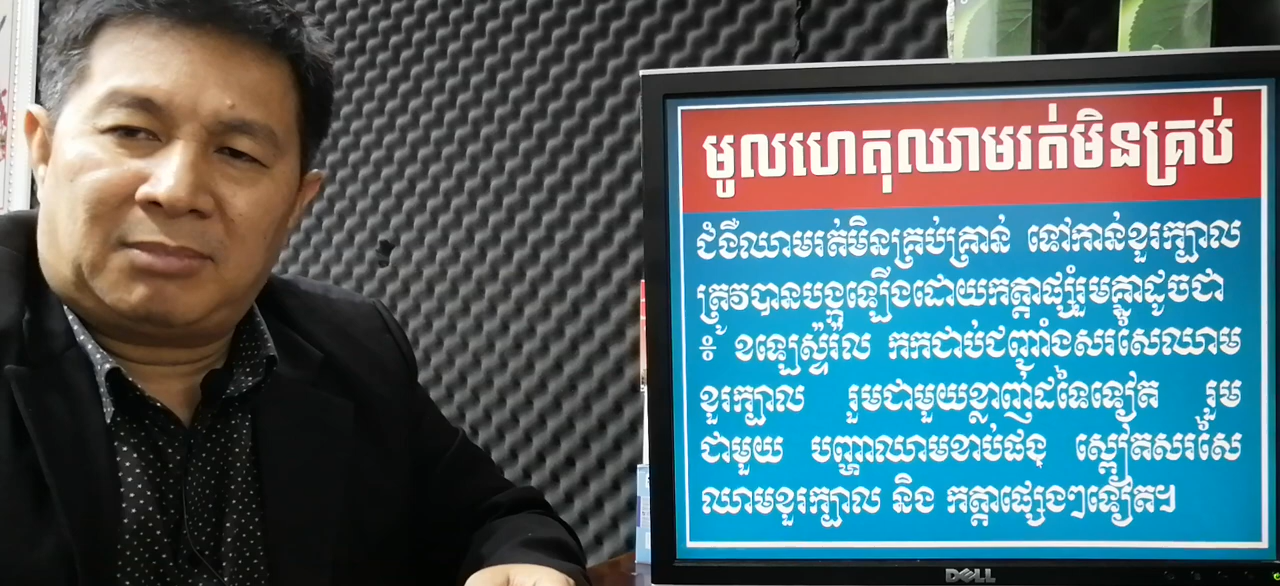 មូលហេតុឈាមរត់មិនគ្រប់
ជំងឺឈាមរត់មិនគ្រប់គ្រាន់ ទៅកាន់ខួរក្បាល
ត្រូវបានបង្កឡើងដោយកត្តាផ្សំរួមគ្នាដូចជា
៖ ខឡេស្ទ៉រ៉ល កកជាប់ជញ្ជាំងសរសៃឈាម
ខួរក្បាល រួមជាមួយខ្លាញ់ដទៃទៀត រួម
ជាមួយ បញ្ហាឈាមខាប់ផង ស្ពៀតសរសៃ
ឈាមខួរក្បាល និង កត្តាផ្សេងៗទៀត។
DELL